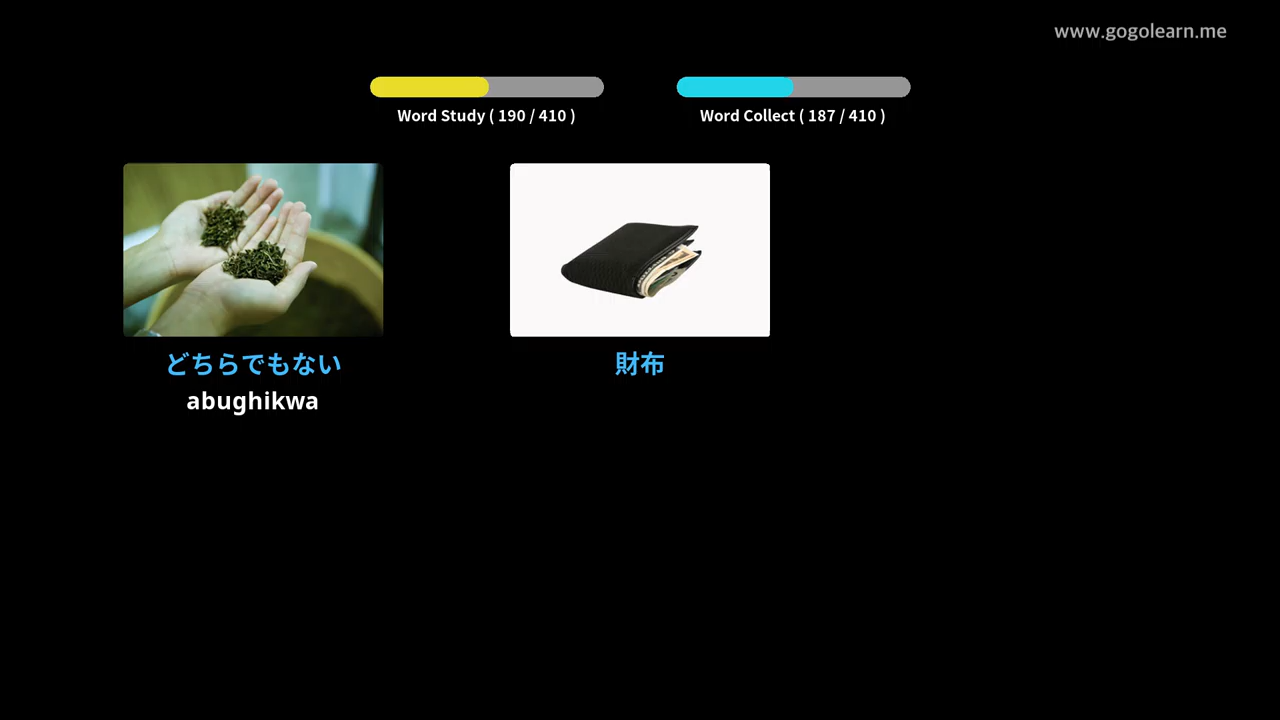 www.gogolearn.me
Word Study ( 190 / 410 )
Word Collect ( 187 / 410 )
どちらでもない
abughikwa
財布